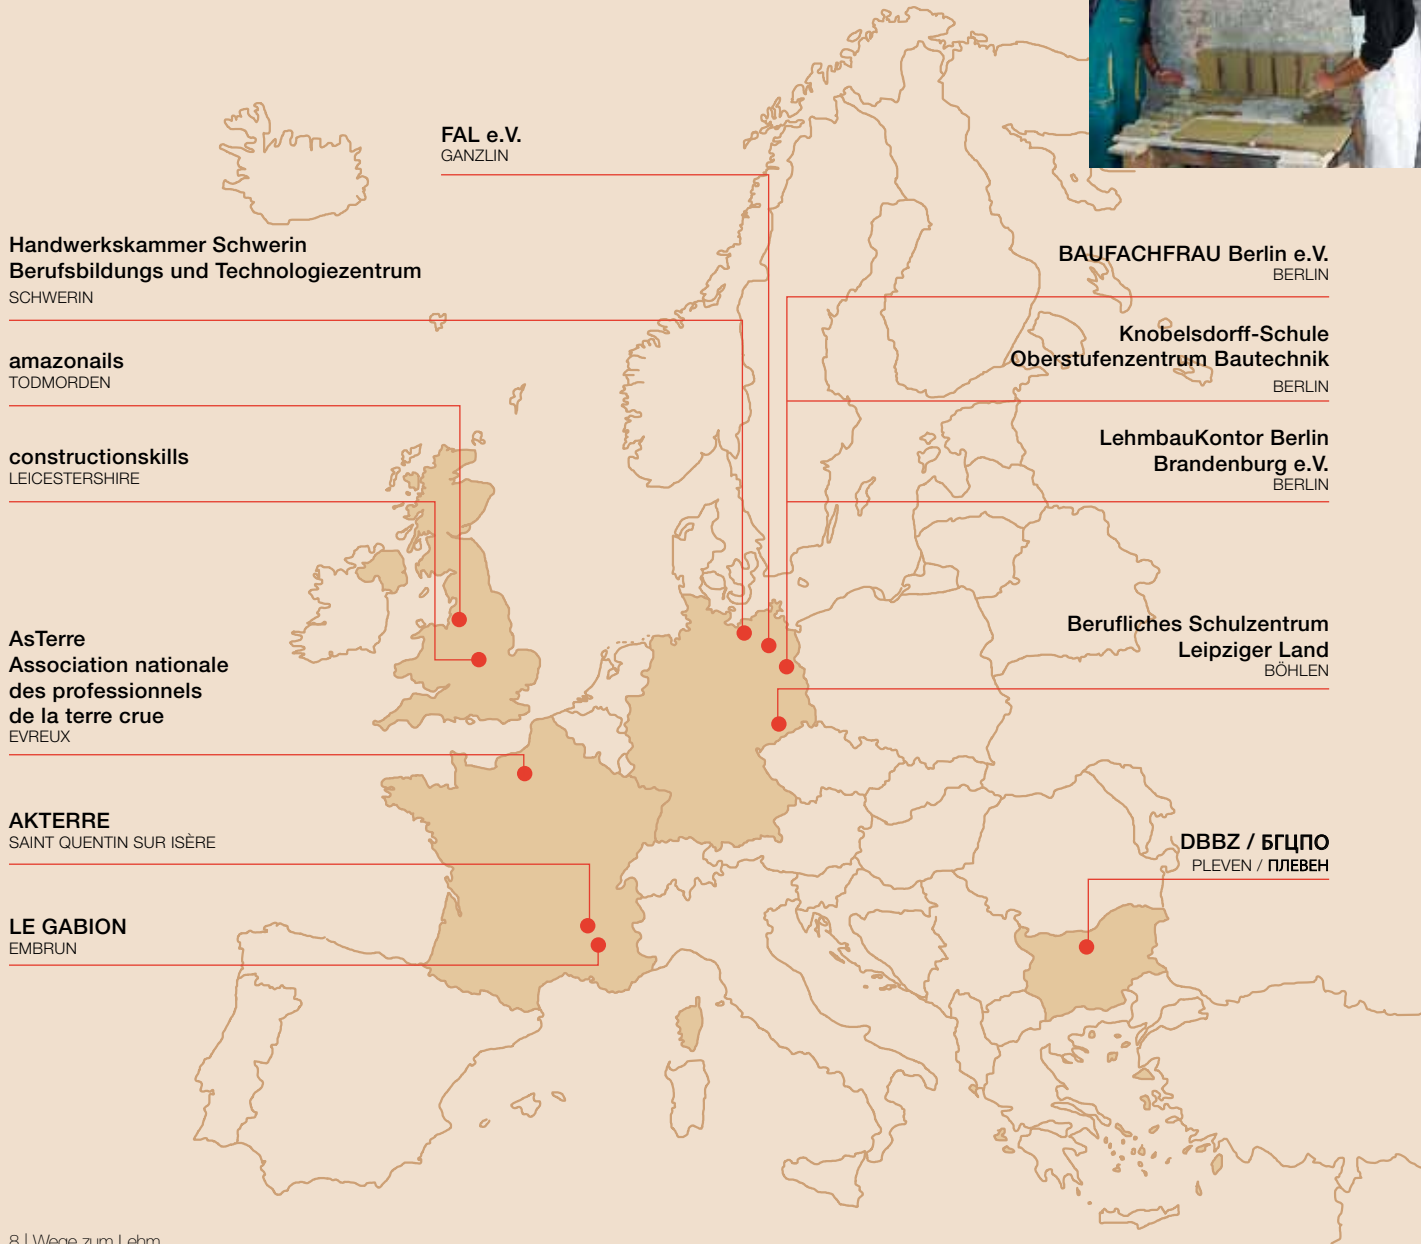 FAL e.V.
GANZLIN
Handwerkskammer Schwerin
Berufsbildungs und Technologiezentrum
SCHWERIN
amazonails
TODMORDEN
constructionskills
LEICESTERSHIRE
AsTerre
Association nationale
des professionnels
de la terre crue
EVREUX
AKTERRE
SAINT QUENTIN SUR ISÈRE
LE GABION
EMBRUN
BAUFACHFRAU Berlin e.V.
BERLIN
Knobelsdorff-Schule
Oberstufenzentrum Bautechnik
BERLIN
LehmbauKontor Berlin
Brandenburg e.V.
BERLIN
Berufliches Schulzentrum
Leipziger Land
BÖHLEN
DBBZ / БГЦПО
PLEVEN / ПЛЕВЕН
8 | Wege zum Lehm